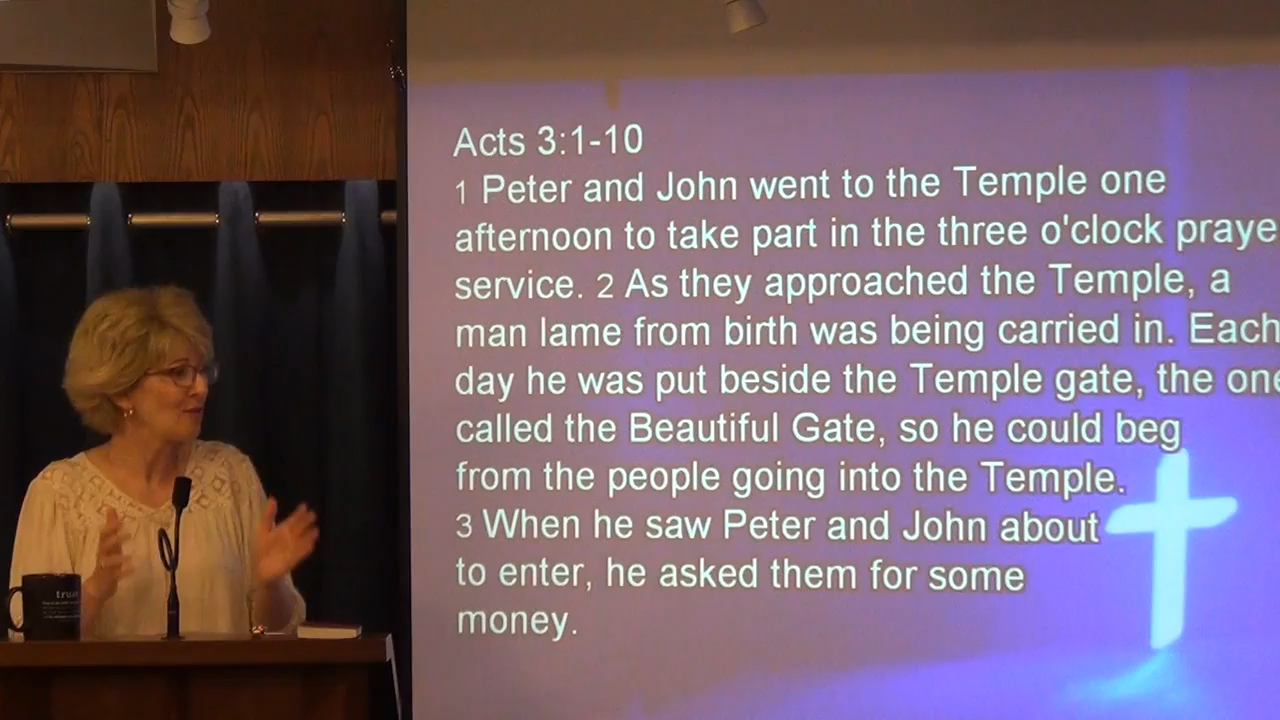 Acts 3:1-10
1 Peter and John went to the Temple one
afternoon to take part in the three o'clock praye
service. 2 As they approached the Temple, a
man lame from birth was being carried in. Each
day he was put beside the Temple gate, the one
called the Beautiful Gate, so he could beg
from the people going into the Temple.
3 When he saw Peter and John about
to enter, he asked them for some
money.
trust